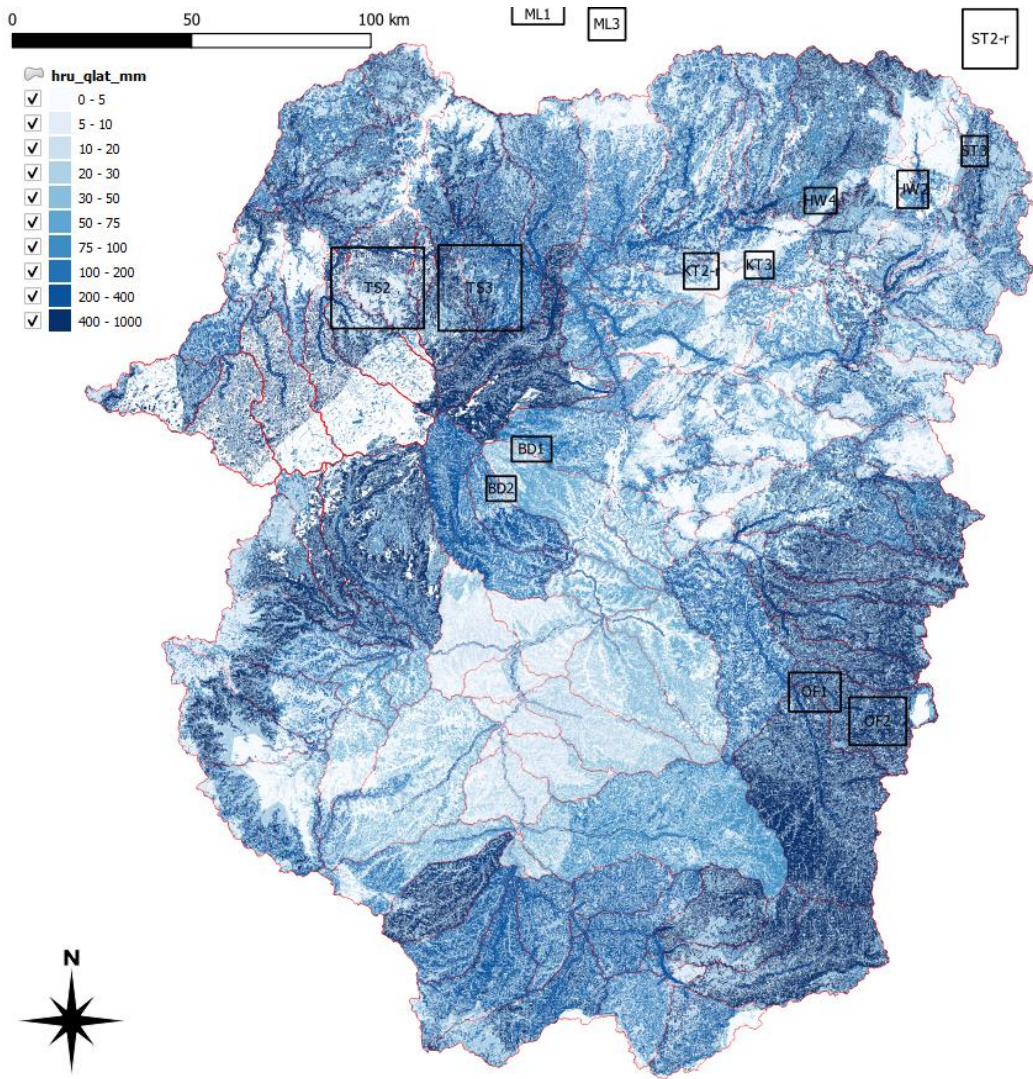 0 50 100 km
ML1
ML3
ST2-r
hru_qlat_mm
0 - 5
5 - 10
10 - 20
20 - 30
30 - 50
50 - 75
75 - 100
100 - 200
200 - 400
400 - 1000
ST3
HW2
HW4
KT2-r
KT3
TS2
TS3
BD1
BD2
OF1
OF2
N